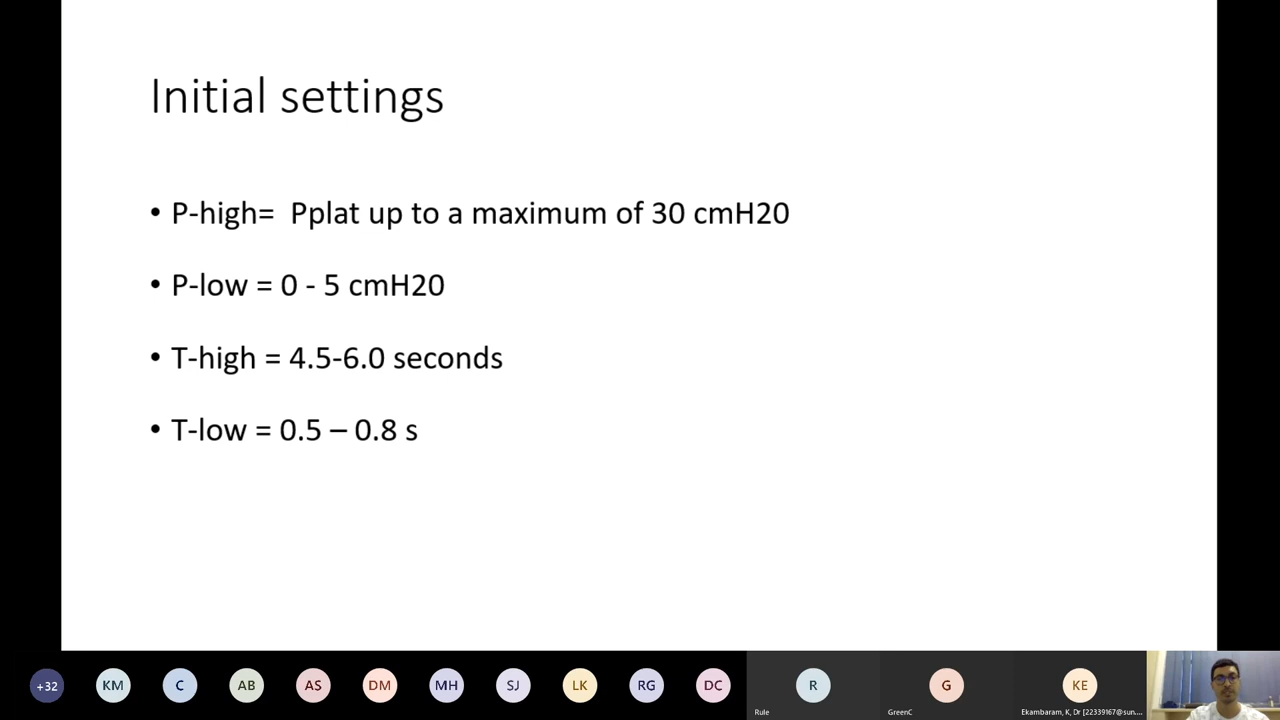 Initial settings
• P-high=  Pplat up to a maximum of 30 cmH20
• P-low = 0 - 5 cmH20
• T-high = 4.5-6.0 seconds
• T-low = 0.5 – 0.8 s
+32 KM C AB AS DM MH SJ LK RG DC R G KE
Rule GreenC Ekambaram, K, Dr [22339167@sun....